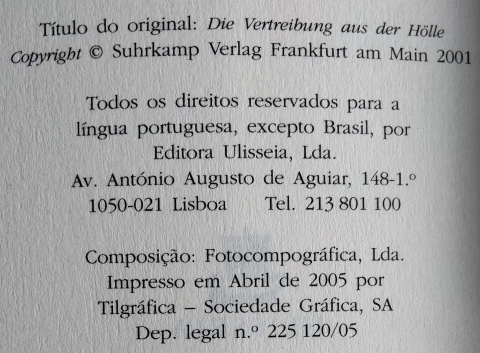 Título do original: Die Vertreibung aus der Hölle
Copyright © Suhrkamp Verlag Frankfurt am Main 2001
Todos os direitos reservados para a
língua portuguesa, excepto Brasil, por
Editora Ulisseia, Lda.
Av. António Augusto de Aguiar, 148-1.º
1050-021 Lisboa Tel. 213 801 100
Composição: Fotocompográfica, Lda.
Impresso em Abril de 2005 por
Tilgráfica – Sociedade Gráfica, SA
Dep. legal n.º 225 120/05